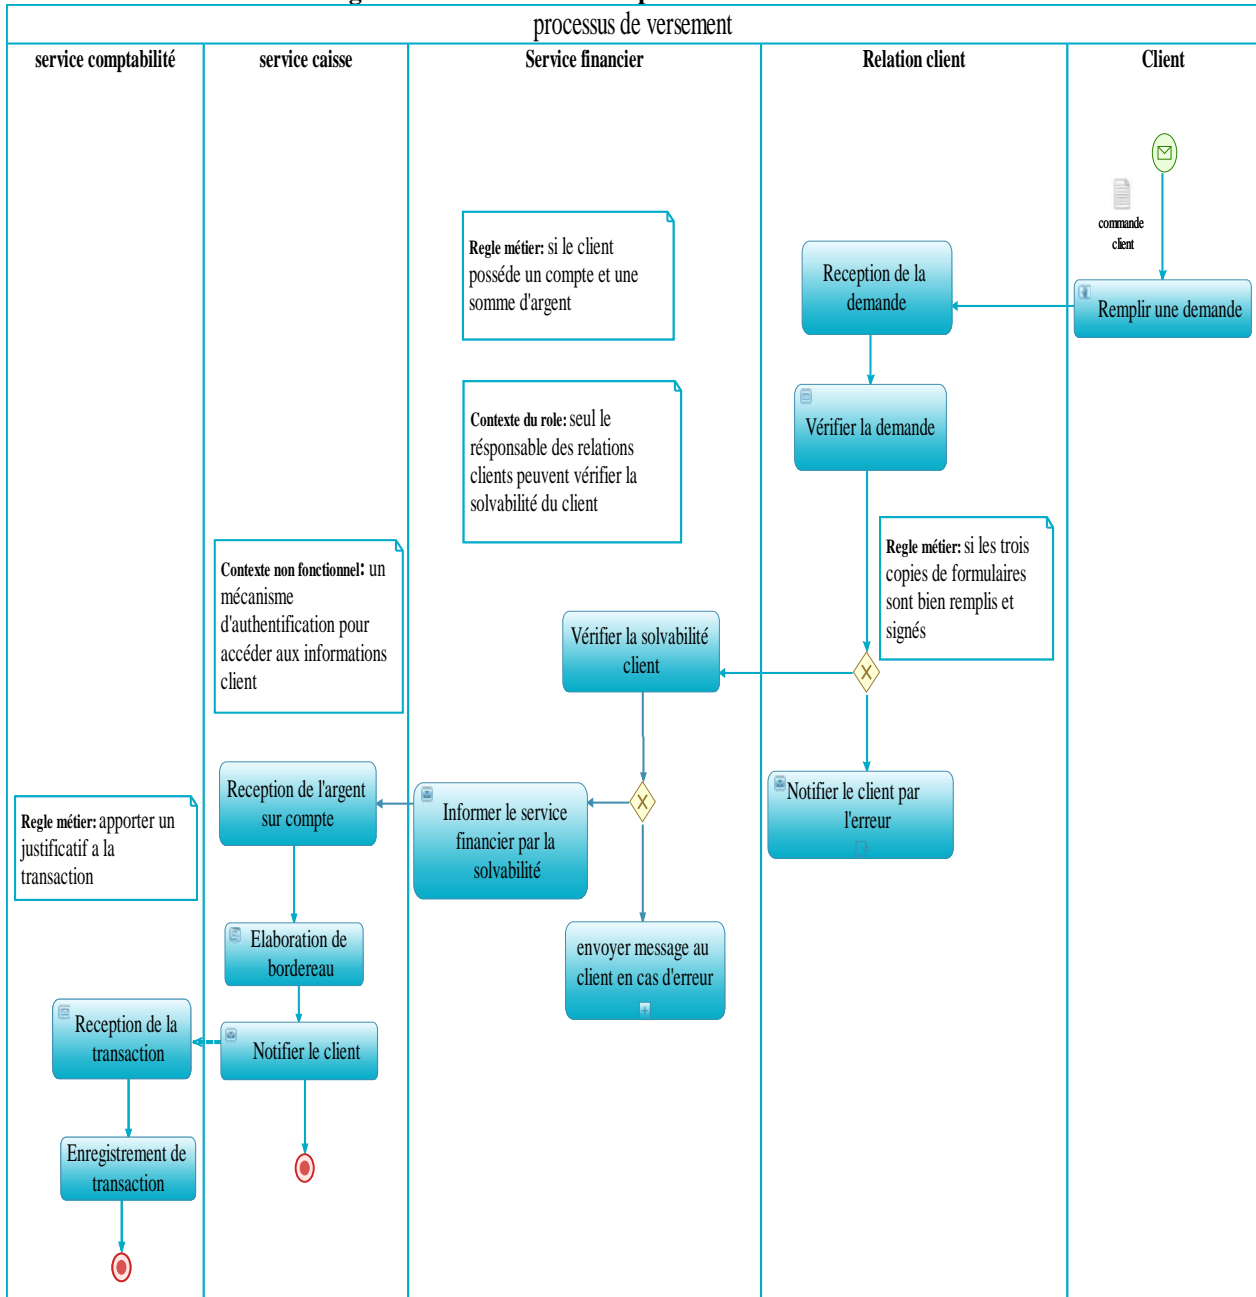 processus de versement
service comptabilité
service caisse
Service financier
Relation client
Client
commande
client
Remplir une demande
Reception de la
demande
Vérifier la demande
Regle métier: si le client
posséde un compte et une
somme d'argent
Contexte du role: seul le
résponsable des relations
clients peuvent vérifier la
solvabilité du client
Regle métier: si les trois
copies de formulaires
sont bien remplis et
signés
Contexte non fonctionnel: un
mécanisme
d'authentification pour
accéder aux informations
client
Vérifier la solvabilité
client
Notifier le client par
l'erreur
Informer le service
financier par la
solvabilité
Reception de l'argent
sur compte
Regle métier: apporter un
justificatif a la
transaction
envoyer message au
client en cas d'erreur
Elaboration de
bordereau
Notifier le client
Reception de la
transaction
Enregistrement de
transaction